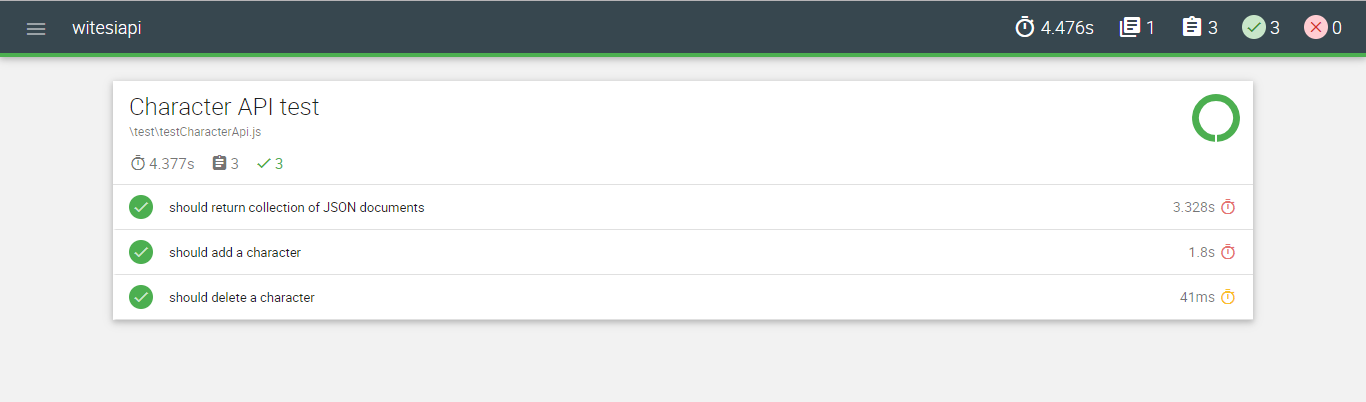 witesiapi 4.476s 1 3 3 0
Character API test
\test\testCharacterApi.js
4.377s 3 3
should return collection of JSON documents 3.328s
should add a character 1.8s
should delete a character 41ms